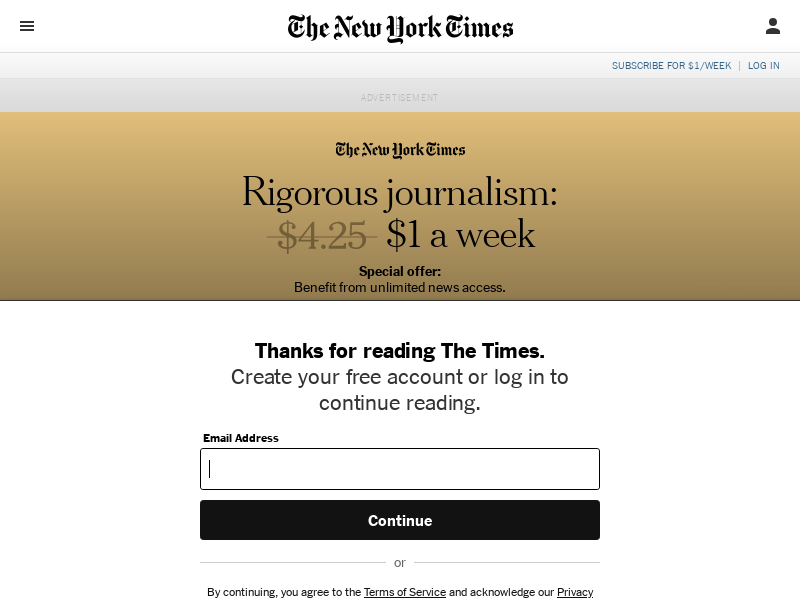 The New York Times
SUBSCRIBE FOR $1/WEEK | LOG IN
ADVERTISEMENT
The New York Times
Rigorous journalism:
$4.25 $1 a week
Special offer:
Benefit from unlimited news access.
Thanks for reading The Times.
Create your free account or log in to
continue reading.
Email Address
Continue
or
By continuing, you agree to the Terms of Service and acknowledge our Privacy